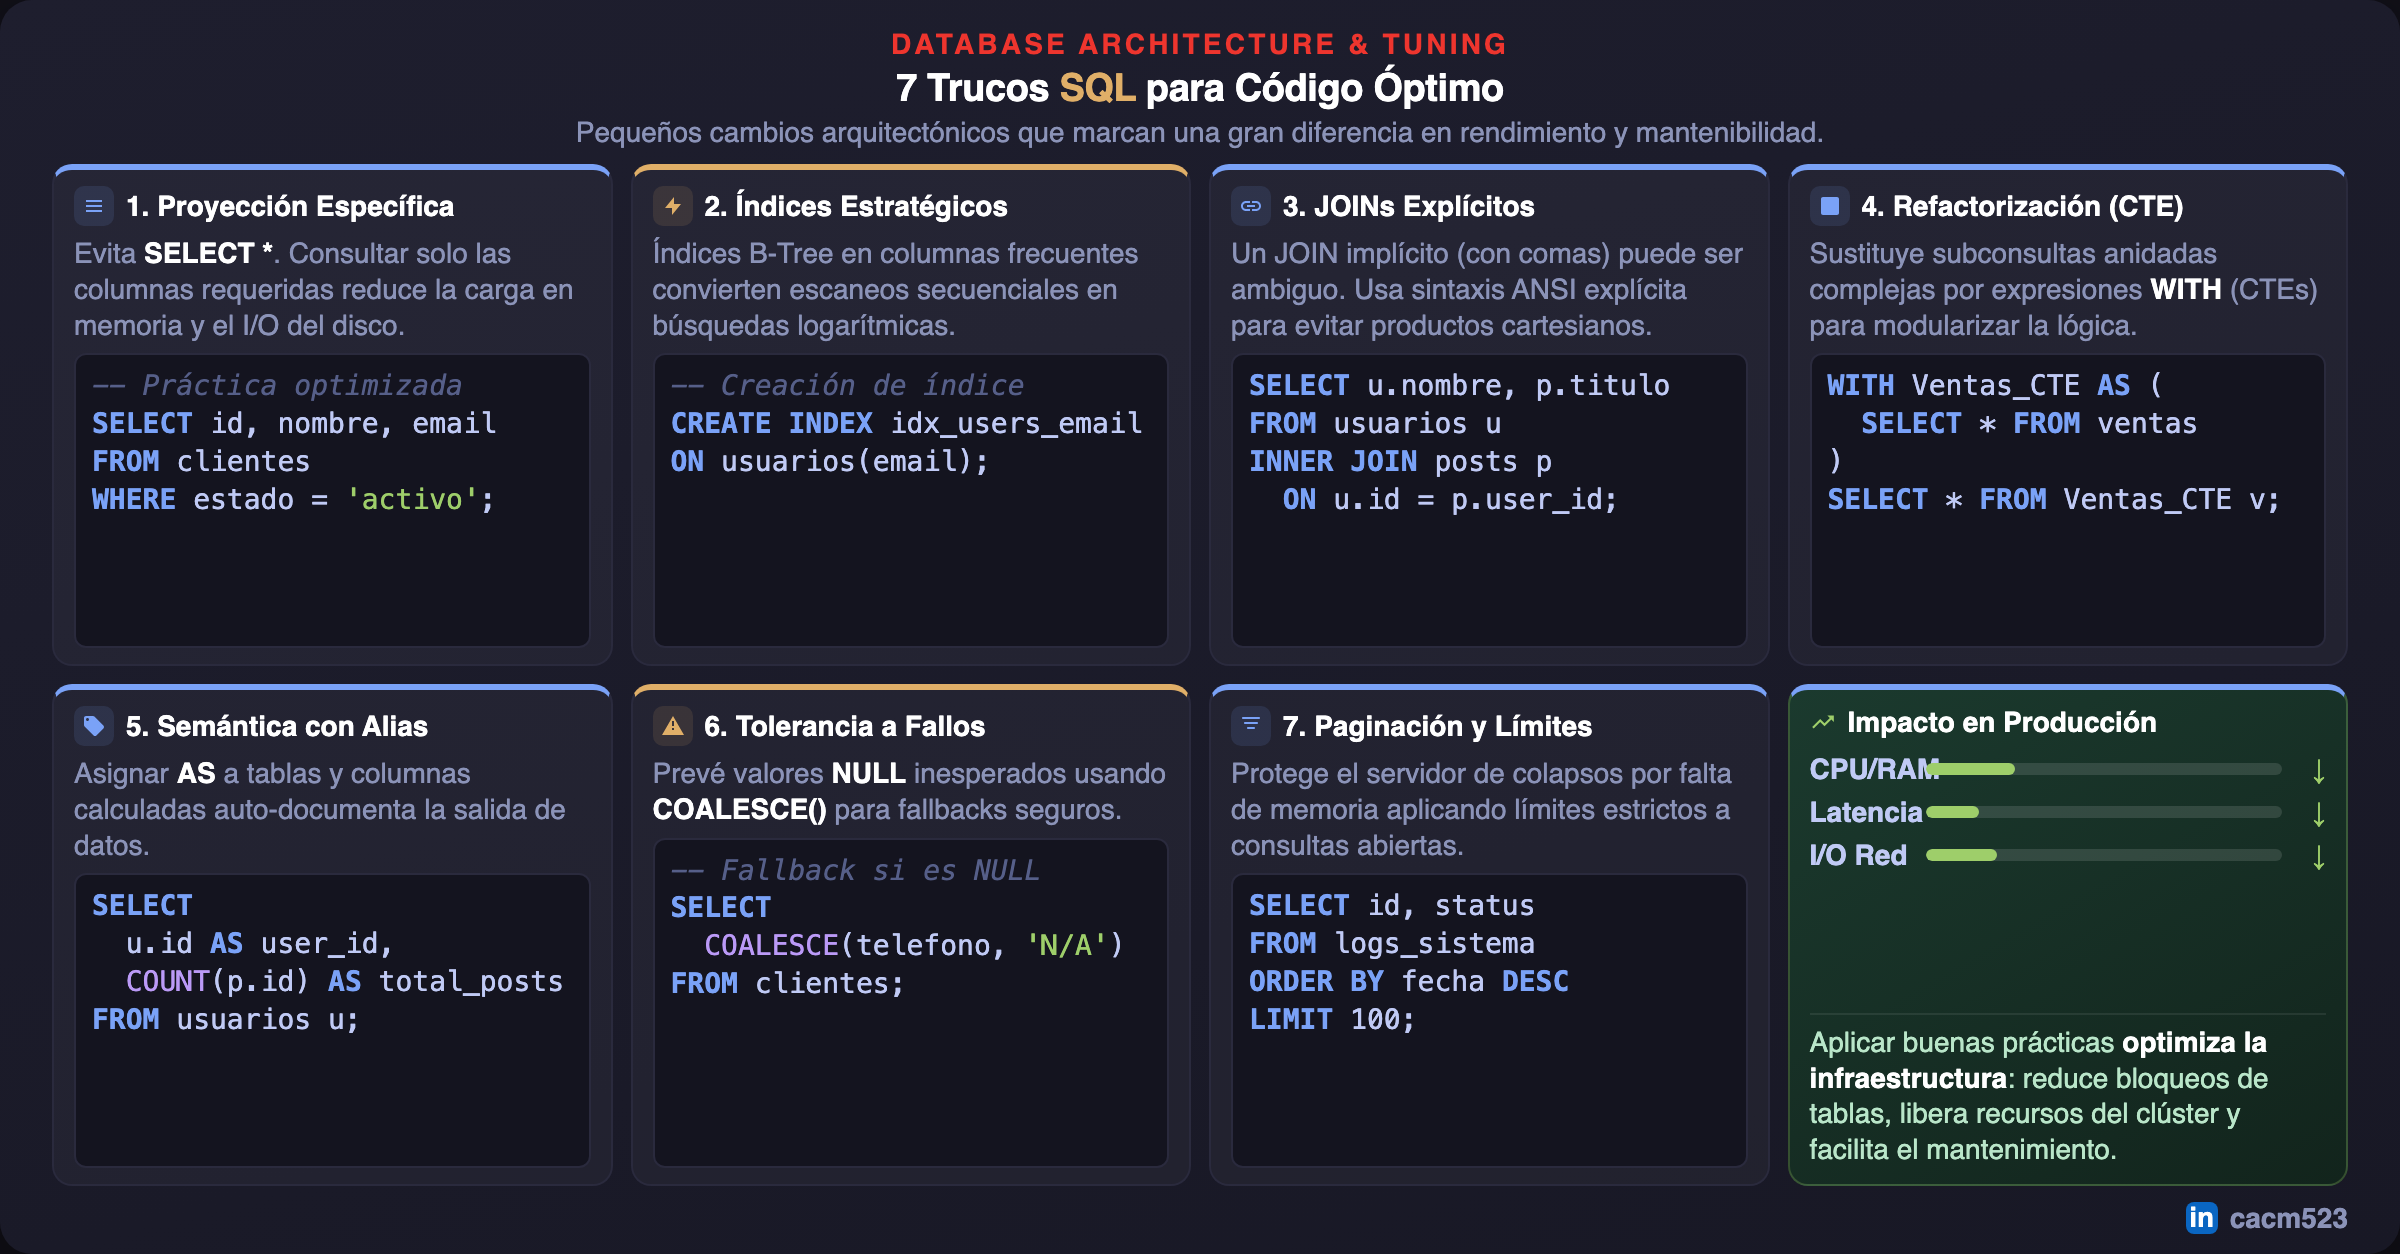 DATABASE ARCHITECTURE & TUNING
7 Trucos SQL para Código Óptimo
Pequeños cambios arquitectónicos que marcan una gran diferencia en rendimiento y mantenibilidad.
1. Proyección Específica
Evita SELECT *. Consultar solo las
columnas requeridas reduce la carga en
memoria y el I/O del disco.
-- Práctica optimizada
SELECT id, nombre, email
FROM clientes
WHERE estado = 'activo';
2. Índices Estratégicos
Índices B-Tree en columnas frecuentes
convierten escaneos secuenciales en
búsquedas logarítmicas.
-- Creación de índice
CREATE INDEX idx_users_email
ON usuarios(email);
3. JOINs Explícitos
Un JOIN implícito (con comas) puede ser
ambiguo. Usa sintaxis ANSI explícita
para evitar productos cartesianos.
SELECT u.nombre, p.titulo
FROM usuarios u
INNER JOIN posts p
ON u.id = p.user_id;
4. Refactorización (CTE)
Sustituye subconsultas anidadas
complejas por expresiones WITH (CTEs)
para modularizar la lógica.
WITH Ventas_CTE AS (
SELECT * FROM ventas
)
SELECT * FROM Ventas_CTE v;
5. Semántica con Alias
Asignar AS a tablas y columnas
calculadas auto-documenta la salida de
datos.
SELECT
u.id AS user_id,
COUNT(p.id) AS total_posts
FROM usuarios u;
6. Tolerancia a Fallos
Prevé valores NULL inesperados usando
COALESCE() para fallbacks seguros.
-- Fallback si es NULL
SELECT
COALESCE(telefono, 'N/A')
FROM clientes;
7. Paginación y Límites
Protege el servidor de colapsos por falta
de memoria aplicando límites estrictos a
consultas abiertas.
SELECT id, status
FROM logs_sistema
ORDER BY fecha DESC
LIMIT 100;
Impacto en Producción
CPU/RAM ↓
Latencia ↓
I/O Red ↓
Aplicar buenas prácticas optimiza la
infraestructura: reduce bloqueos de
tablas, libera recursos del clúster y
facilita el mantenimiento.
in cacm523